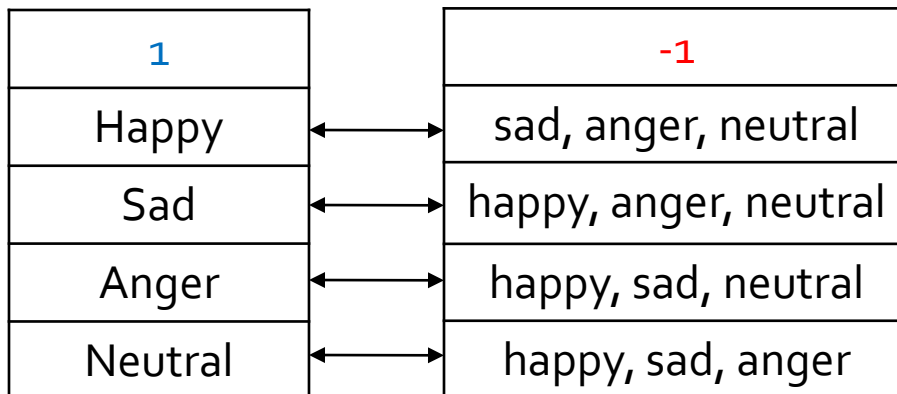 1 -1
Happy sad, anger, neutral
Sad happy, anger, neutral
Anger happy, sad, neutral
Neutral happy, sad, anger